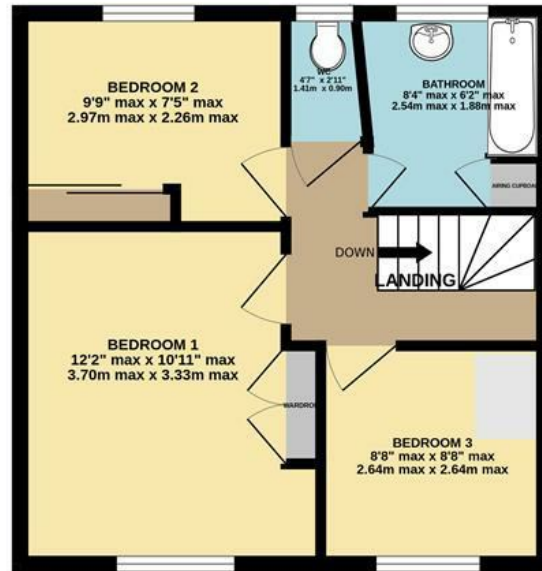 BEDROOM 2
9'9" max x 7'5" max
2.97m max x 2.26m max
WC
4'7" x 2'11"
1.41m x 0.90m
BATHROOM
8'4" max x 6'2" max
2.54m max x 1.88m max
AIRING CUPBOARD
DOWN
LANDING
BEDROOM 1
12'2" max x 10'11" max
3.70m max x 3.33m max
WARDROBE
BEDROOM 3
8'8" max x 8'8" max
2.64m max x 2.64m max